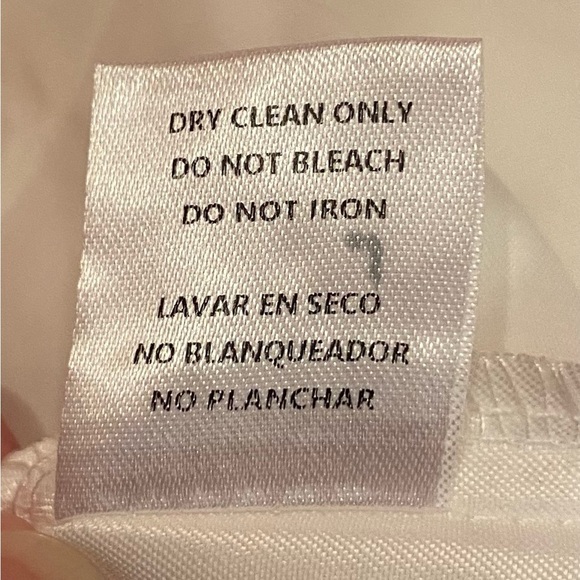 DRY CLEAN ONLY
DO NOT BLEACH
DO NOT IRON
LAVAR EN SECO
NO BLANQUEADOR
NO PLANCHAR